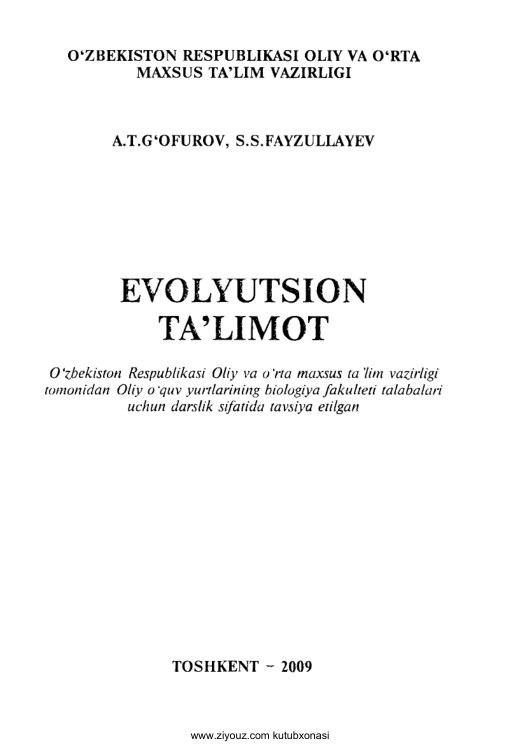 O‘ZBEKISTON RESPUBLIKASI OLIY VA O‘RTA
MAXSUS TA’LIM VAZIRLIGI
A.T.G‘OFUROV, S.S.FAYZULLAYEV
EVOLYUTSION
TA’LIMOT
O‘zbekiston Respublikasi Oliy va o‘rta maxsus ta’lim vazirligi
tomonidan Oliy o‘quv yurtlarining biologiya fakulteti talabalari
uchun darslik sifatida tavsiya etilgan
TOSHKENT – 2009
www.ziyouz.com kutubxonasi